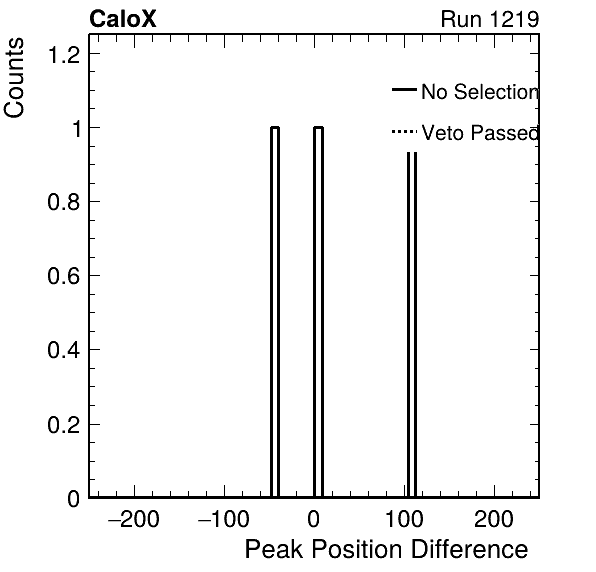 CaloX Run 1219
Counts
1.2
1
0.8
0.6
0.4
0.2
0
No Selection
Veto Passed
−200 −100 0 100 200
Peak Position Difference